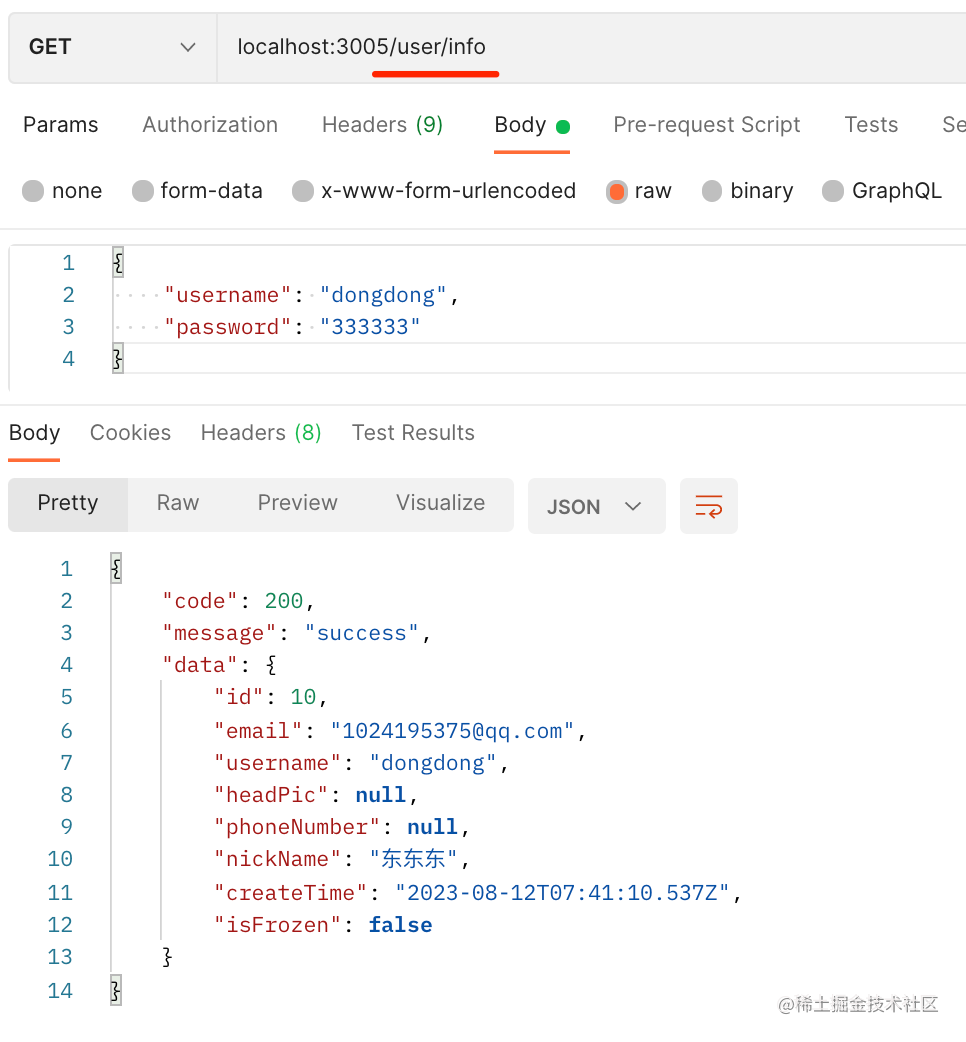 GET localhost:3005/user/info
Params Authorization Headers (9) Body Pre-request Script Tests Se
none form-data x-www-form-urlencoded raw binary GraphQL
1 {
2 "username": "dongdong",
3 "password": "333333"
4 }
Body Cookies Headers (8) Test Results
Pretty Raw Preview Visualize JSON
1 {
2 "code": 200,
3 "message": "success",
4 "data": {
5 "id": 10,
6 "email": "1024195375@qq.com",
7 "username": "dongdong",
8 "headPic": null,
9 "phoneNumber": null,
10 "nickName": "东东东",
11 "createTime": "2023-08-12T07:41:10.537Z",
12 "isFrozen": false
13 }
14 }
@稀土掘金技术社区